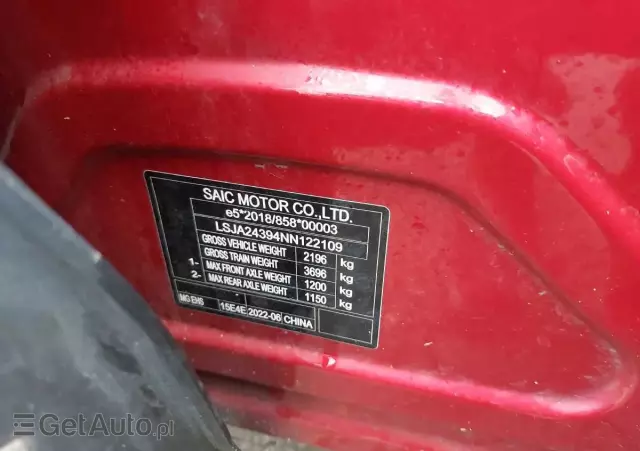 SAIC MOTOR CO.,LTD.
e5*2018/858*00003
LSJA24394NN122109
GROSS VEHICLE WEIGHT 2196 kg
GROSS TRAIN WEIGHT 3696 kg
1- MAX FRONT AXLE WEIGHT 1200 kg
2- MAX REAR AXLE WEIGHT 1150 kg
MG EHS 15E4E 2022-06 CHINA
GetAuto.pl